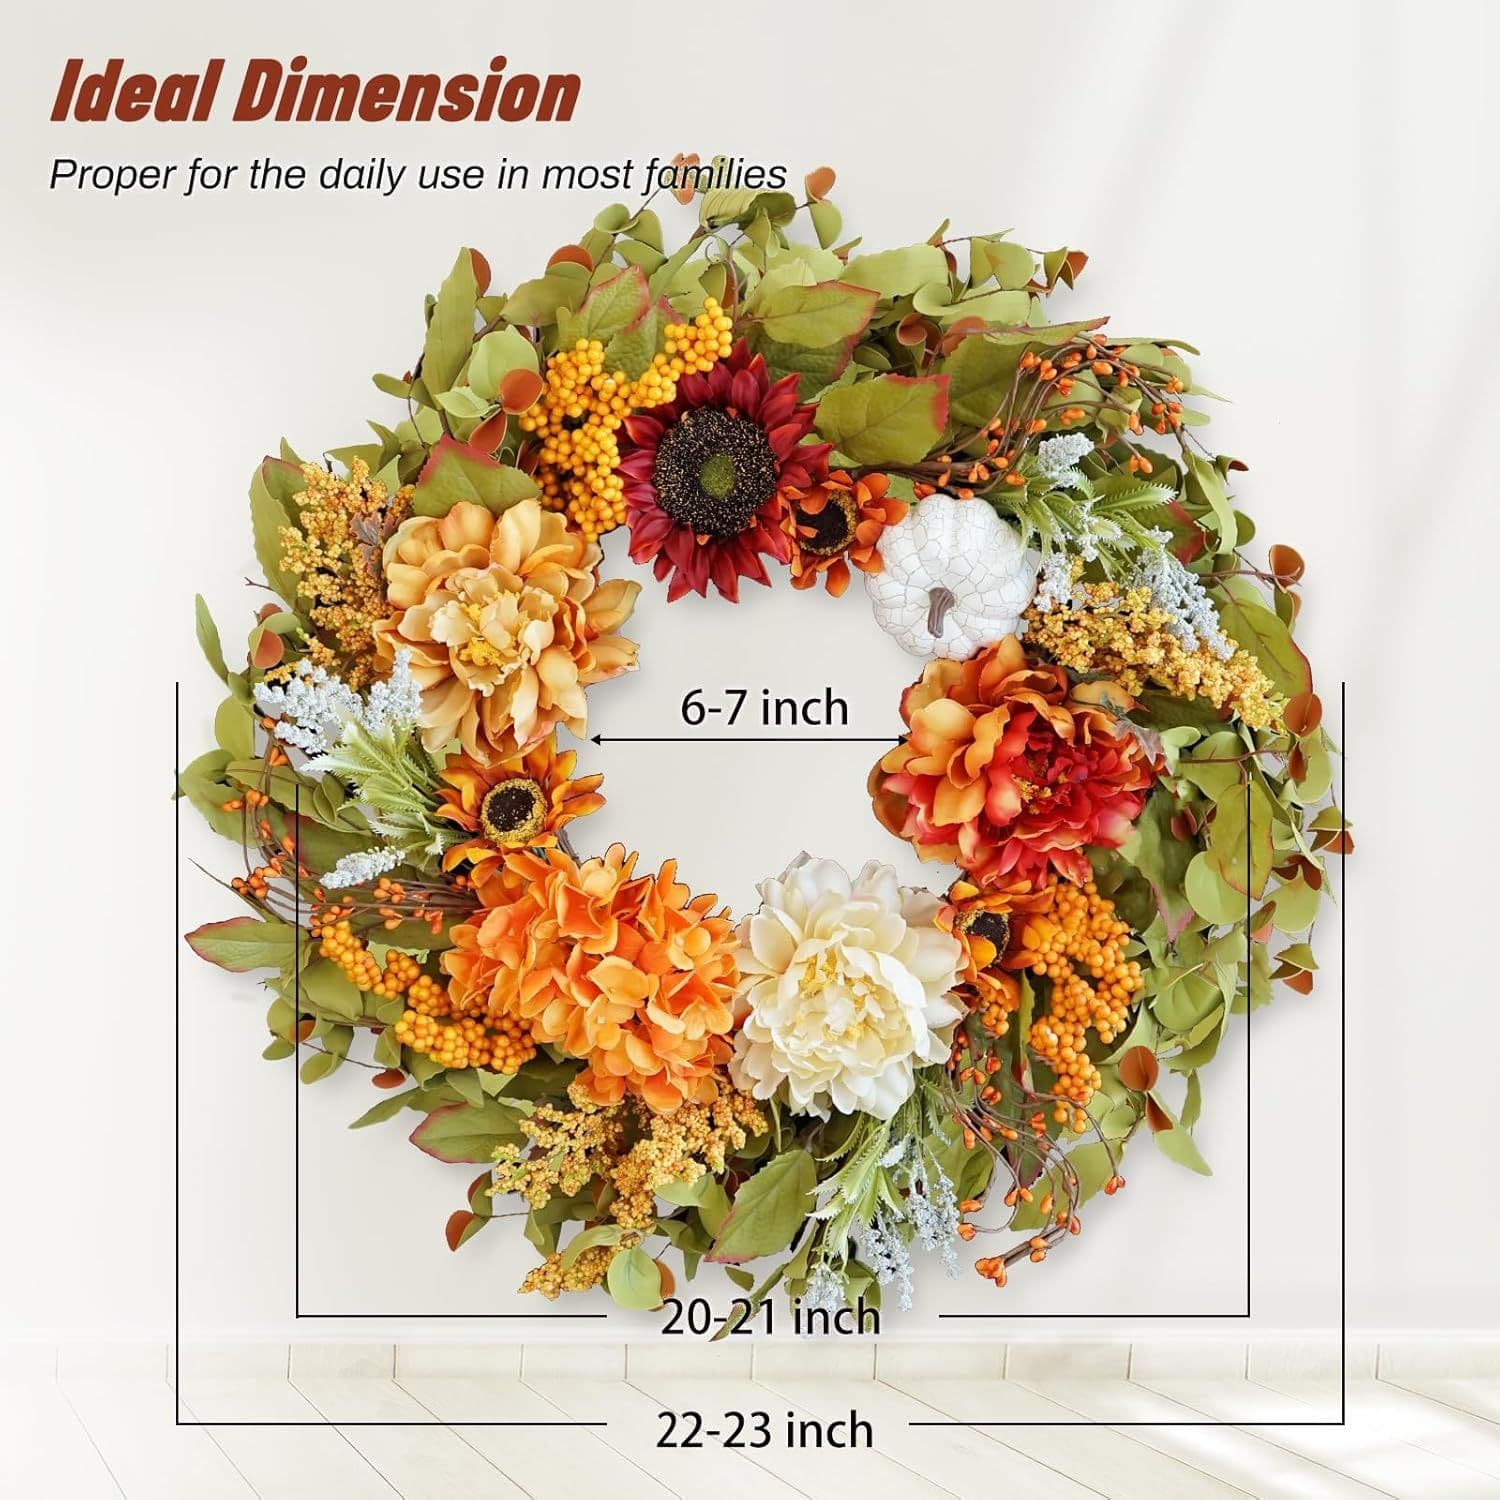 Ideal Dimension
Proper for the daily use in most families
6-7 inch
20-21 inch
22-23 inch